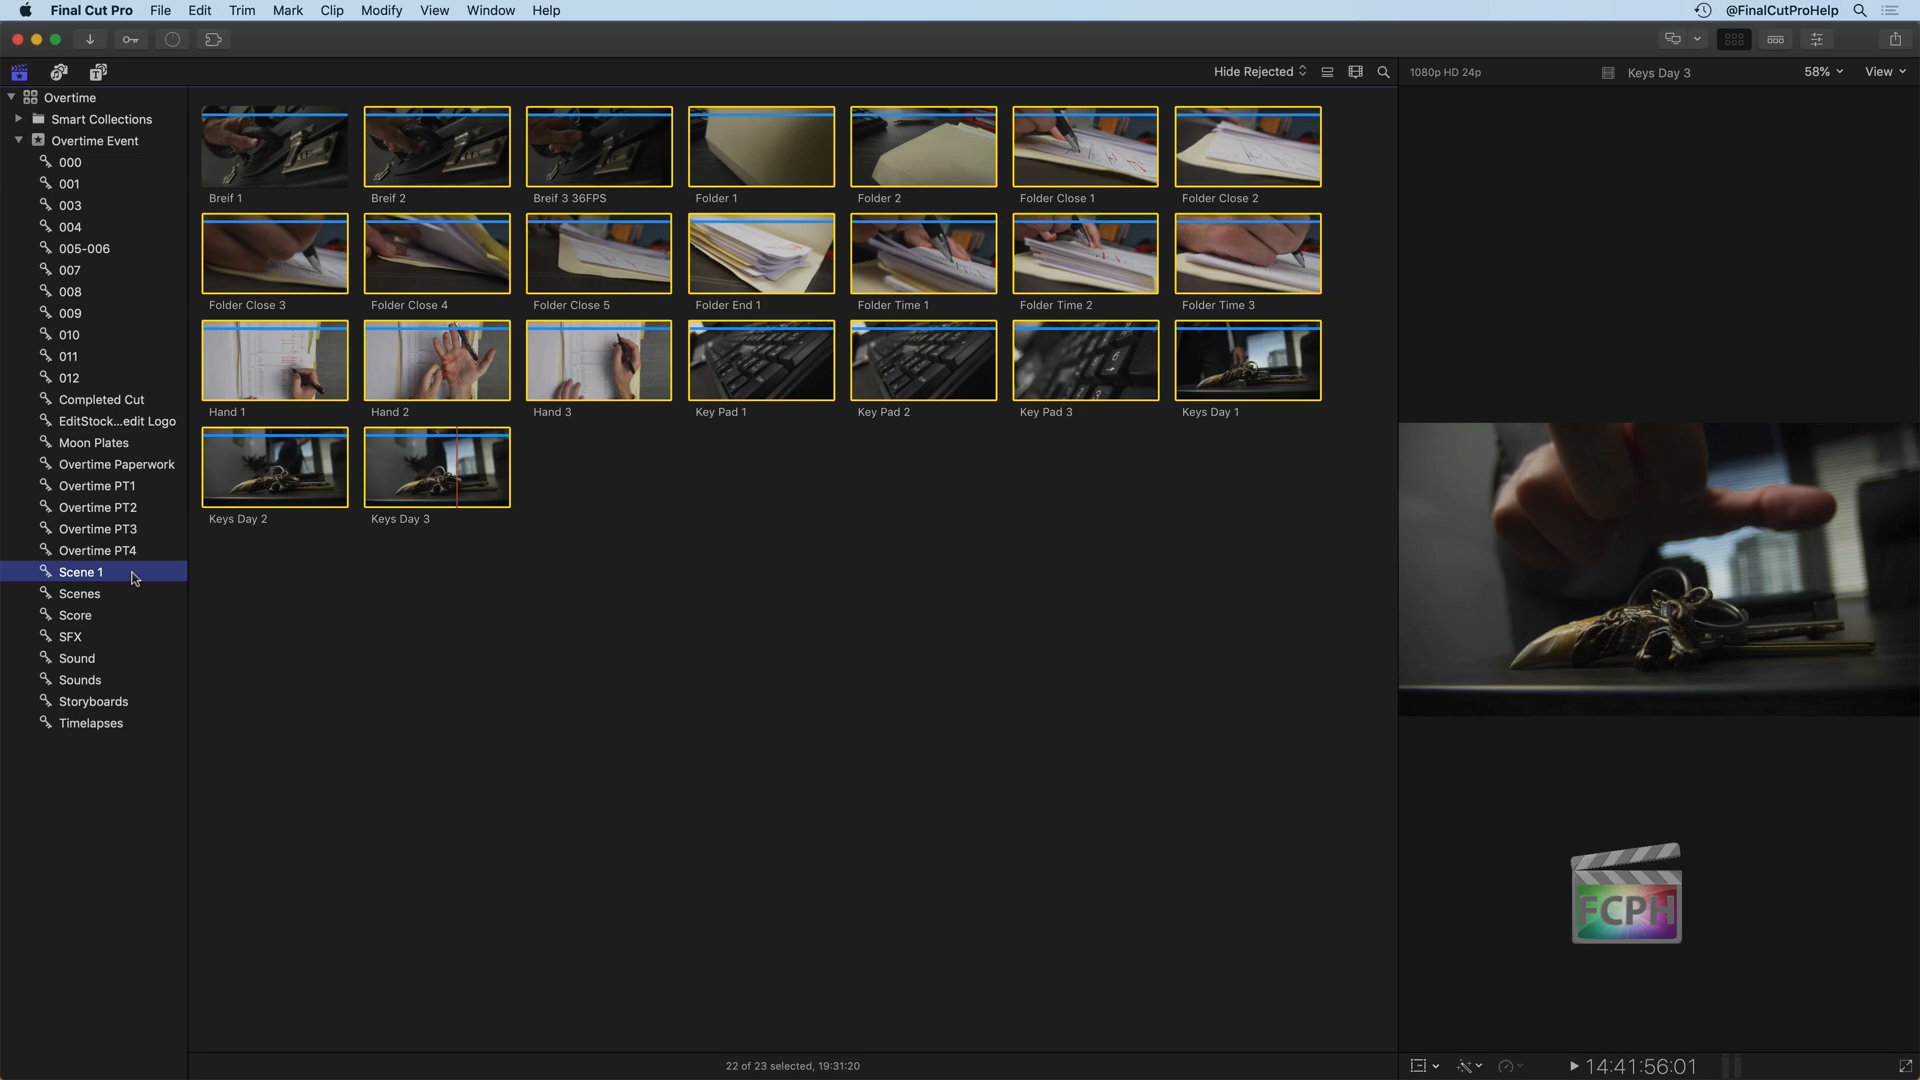 Final Cut Pro File Edit Trim Mark Clip Modify View Window Help @FinalCutProHelp
Hide Rejected
1080p HD 24p Keys Day 3 58% View
Overtime
Smart Collections
Overtime Event
000
001
003
004
005-006
007
008
009
010
011
012
Completed Cut
EditStock...edit Logo
Moon Plates
Overtime Paperwork
Overtime PT1
Overtime PT2
Overtime PT3
Overtime PT4
Scene 1
Scenes
Score
SFX
Sound
Sounds
Storyboards
Timelapses
Breif 1 Breif 2 Breif 3 36FPS Folder 1 Folder 2 Folder Close 1 Folder Close 2
Folder Close 3 Folder Close 4 Folder Close 5 Folder End 1 Folder Time 1 Folder Time 2 Folder Time 3
Hand 1 Hand 2 Hand 3 Key Pad 1 Key Pad 2 Key Pad 3 Keys Day 1
Keys Day 2 Keys Day 3
FCPH
22 of 23 selected, 19:31:20
14:41:56:01